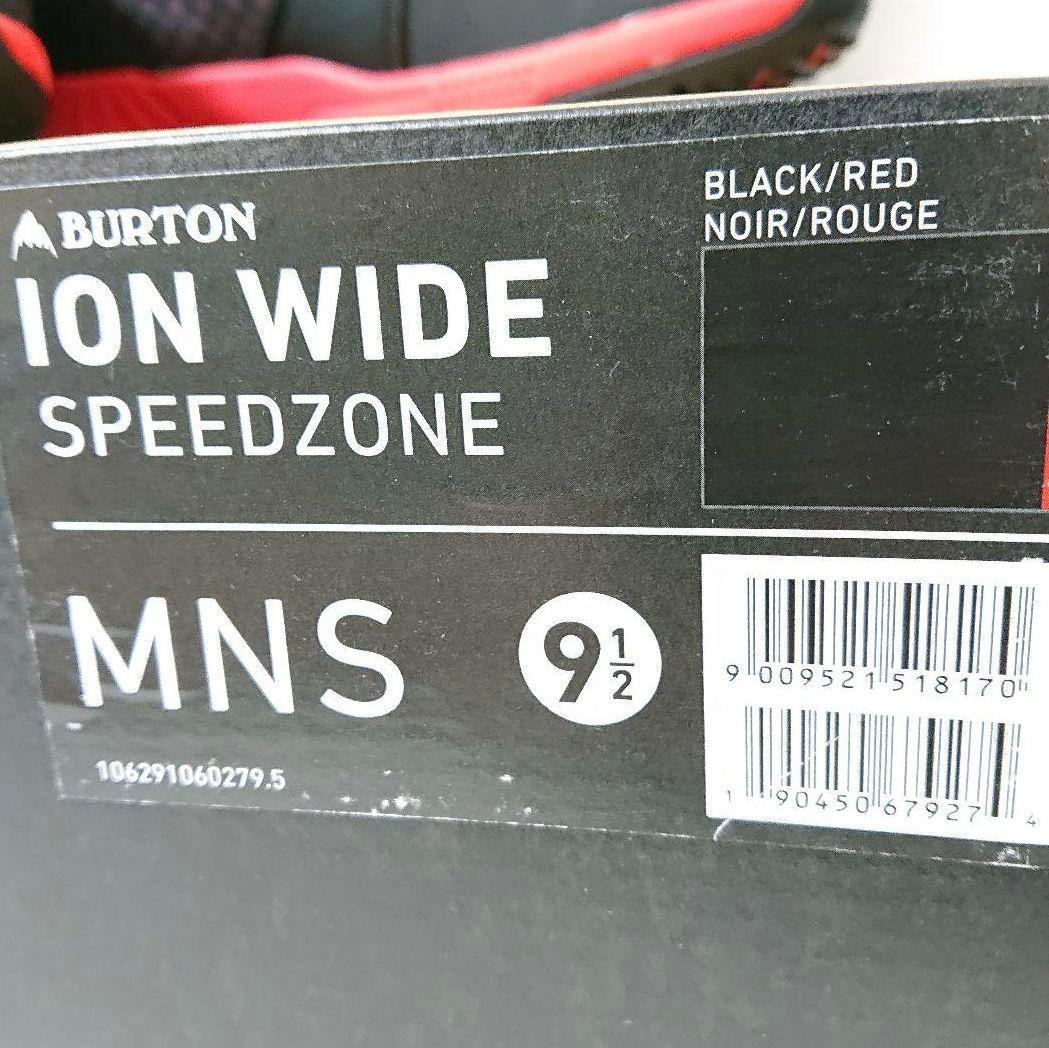 BURTON
ION WIDE
SPEEDZONE
BLACK/RED
NOIR/ROUGE
MNS
9 1/2
106291060279.5
9 009521 518170
1 90450 67927 4